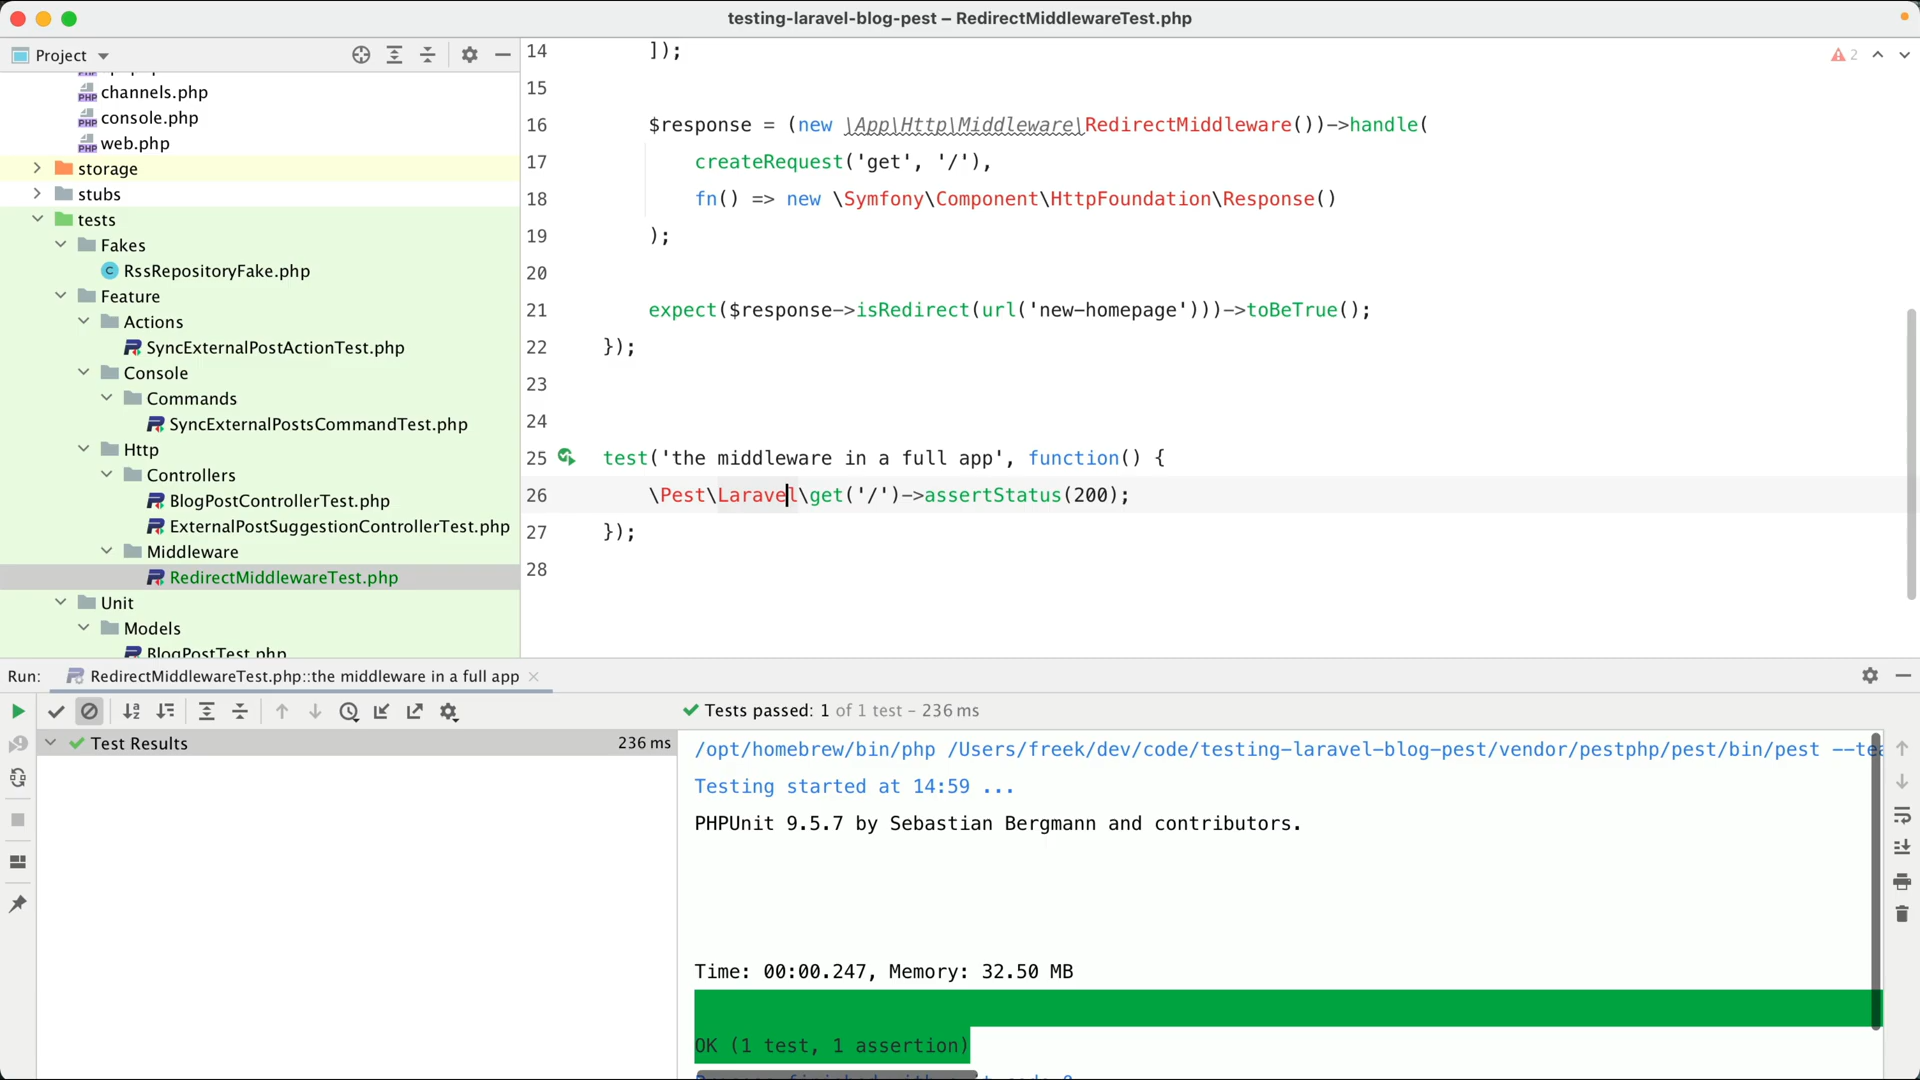 testing-laravel-blog-pest – RedirectMiddlewareTest.php
Project
channels.php
console.php
web.php
storage
stubs
tests
Fakes
RssRepositoryFake.php
Feature
Actions
SyncExternalPostActionTest.php
Console
Commands
SyncExternalPostsCommandTest.php
Http
Controllers
BlogPostControllerTest.php
ExternalPostSuggestionControllerTest.php
Middleware
RedirectMiddlewareTest.php
Unit
Models
BlogPostTest.php
2
14 ]);
15
16 $response = (new \App\Http\Middleware\RedirectMiddleware())->handle(
17 createRequest('get', '/'),
18 fn() => new \Symfony\Component\HttpFoundation\Response()
19 );
20
21 expect($response->isRedirect(url('new-homepage')))->toBeTrue();
22 });
23
24
25 test('the middleware in a full app', function() {
26 \Pest\Laravel\get('/')->assertStatus(200);
27 });
28
Run: RedirectMiddlewareTest.php::the middleware in a full app
Tests passed: 1 of 1 test – 236 ms
Test Results 236 ms
/opt/homebrew/bin/php /Users/freek/dev/code/testing-laravel-blog-pest/vendor/pestphp/pest/bin/pest --tea
Testing started at 14:59 ...
PHPUnit 9.5.7 by Sebastian Bergmann and contributors.
Time: 00:00.247, Memory: 32.50 MB
OK (1 test, 1 assertion)